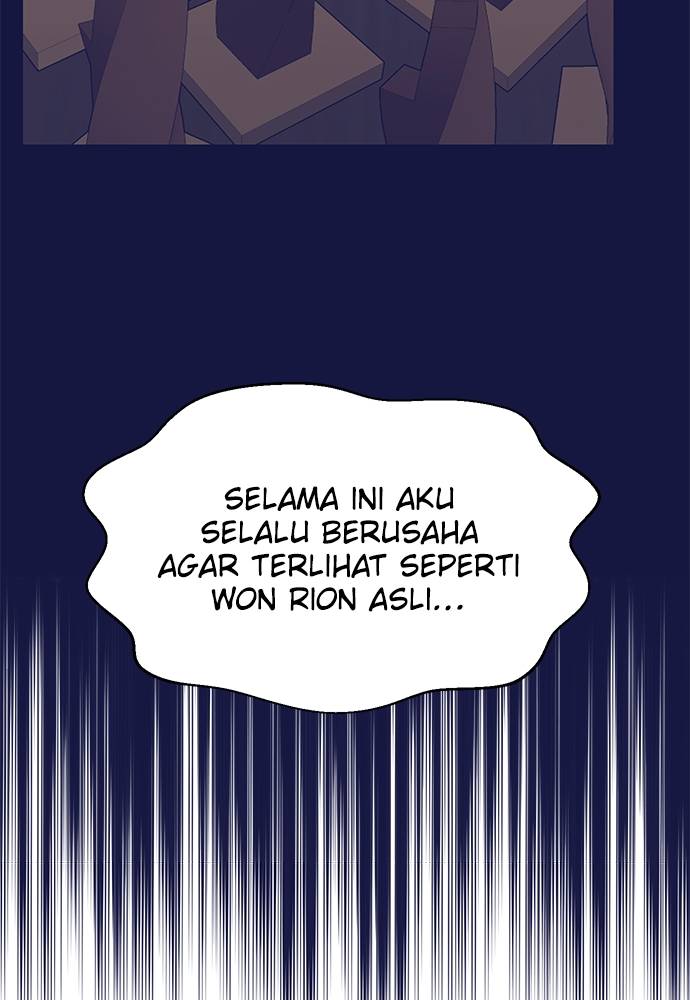 SELAMA INI AKU
SELALU BERUSAHA
AGAR TERLIHAT SEPERTI
WON RION ASLI...